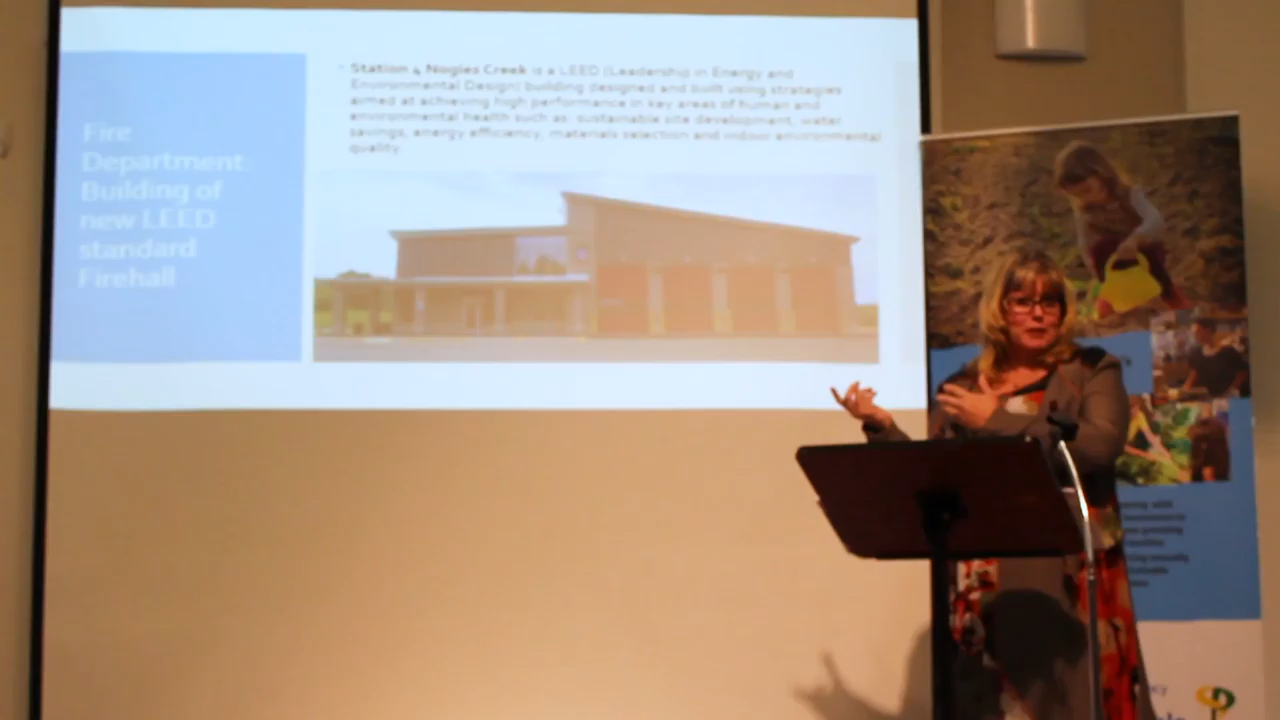 Fire
Department:
Building of
new LEED
standard
Firehall
Station 4 Nogies Creek is a LEED (Leadership in Energy and
Environmental Design) building designed and built using strategies
aimed at achieving high performance in key areas of human and
environmental health such as: sustainable site development, water
savings, energy efficiency, materials selection and indoor environmental
quality.